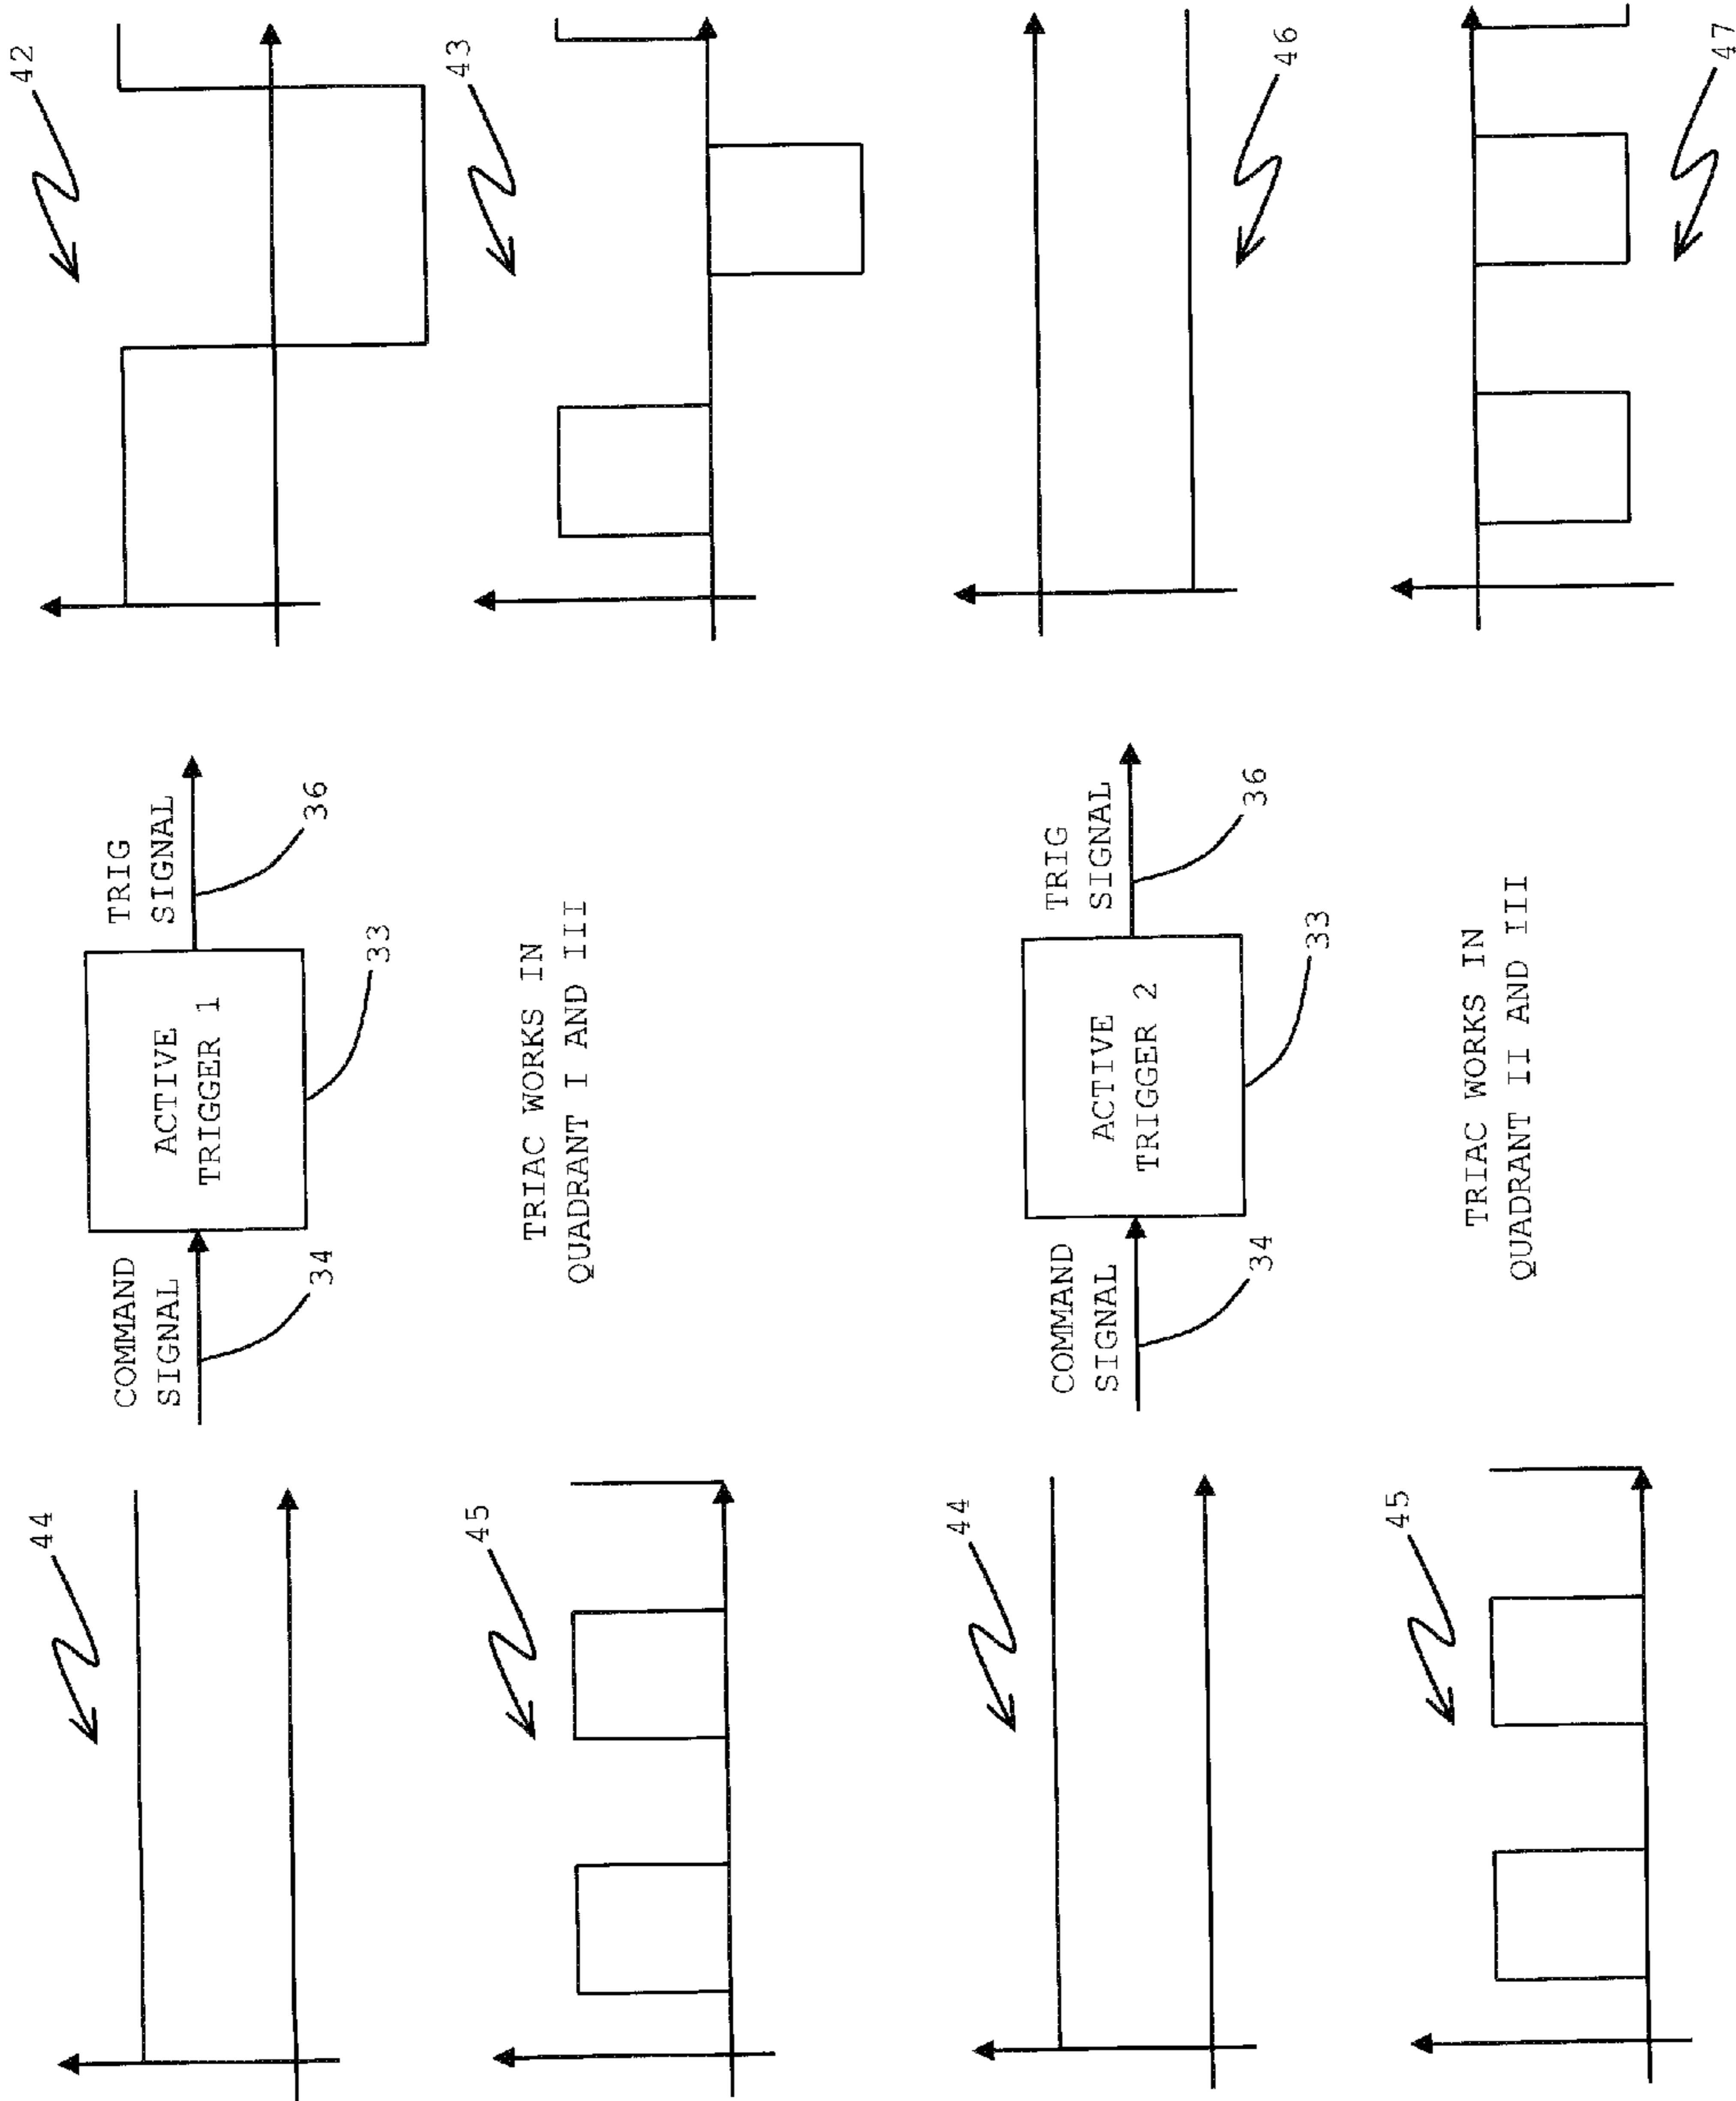 42
43
46
47
COMMAND
SIGNAL
34
ACTIVE
TRIGGER 1
33
TRIG
SIGNAL
36
TRIAC WORKS IN
QUADRANT I AND III
COMMAND
SIGNAL
34
ACTIVE
TRIGGER 2
33
TRIG
SIGNAL
36
TRIAC WORKS IN
QUADRANT II AND III
44
45
44
45